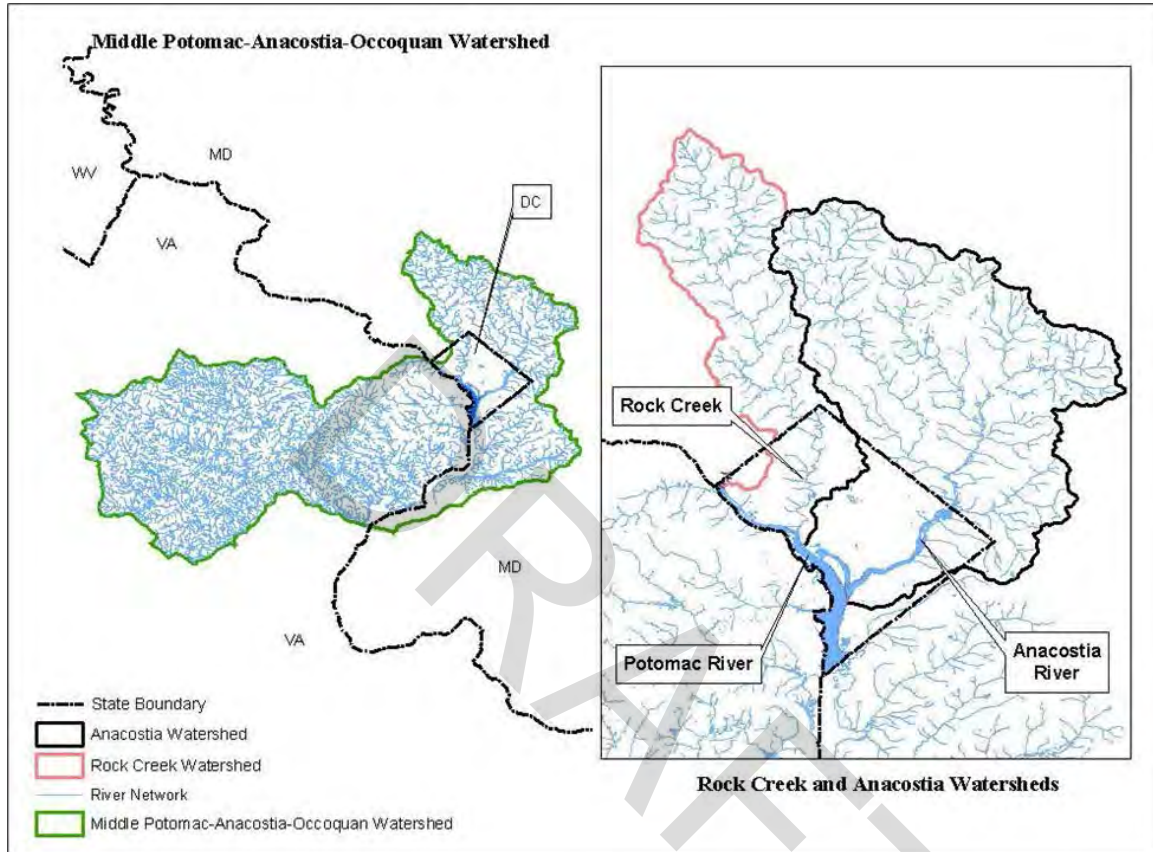 Middle Potomac-Anacostia-Occoquan Watershed
WV
MD
VA
DC
MD
VA
State Boundary
Anacostia Watershed
Rock Creek Watershed
River Network
Middle Potomac-Anacostia-Occoquan Watershed
Rock Creek
Potomac River
Anacostia
River
Rock Creek and Anacostia Watersheds
DRAFT